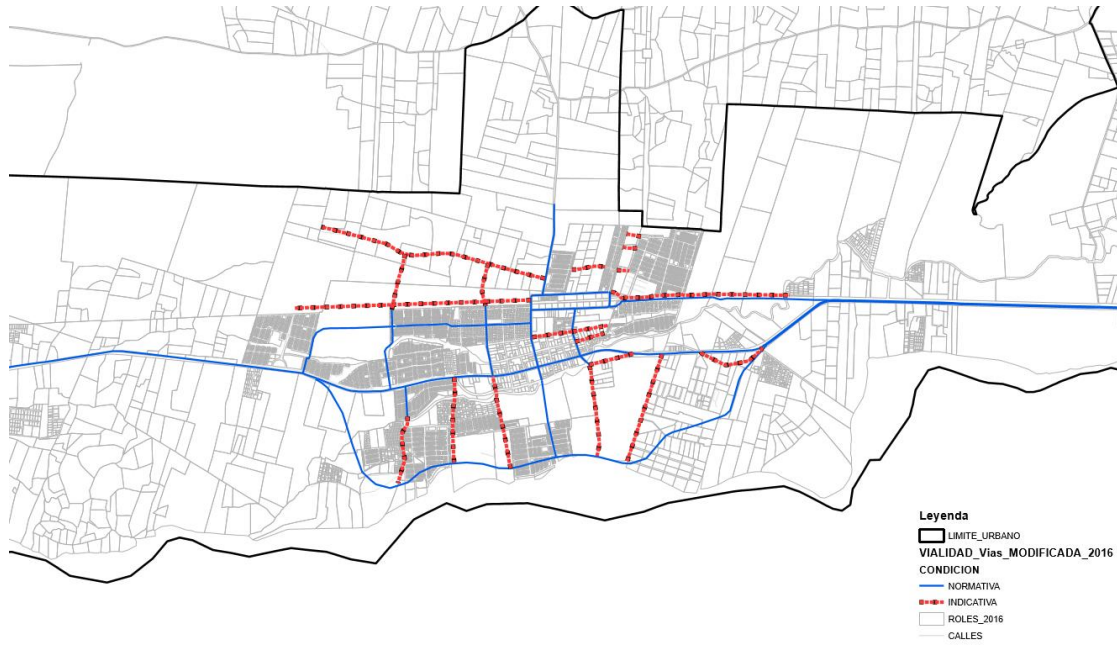 Leyenda
LIMITE_URBANO
VIALIDAD_Vias_MODIFICADA_2016
CONDICION
NORMATIVA
INDICATIVA
ROLES_2016
CALLES